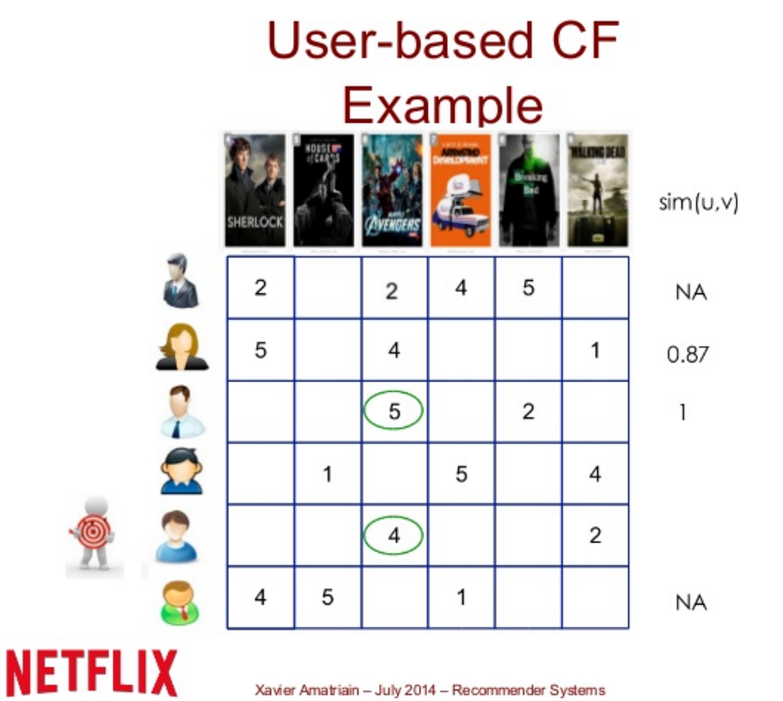 User-based CF
Example
SHERLOCK
HOUSE
of CARDS
AVENGERS
ARRESTED
DEVELOPMENT
Breaking
Bad
WALKING DEAD
sim(u,v)
2 2 4 5 NA
5 4 1 0.87
5 2 1
1 5 4
4 2
4 5 1 NA
NETFLIX
Xavier Amatriain – July 2014 – Recommender Systems